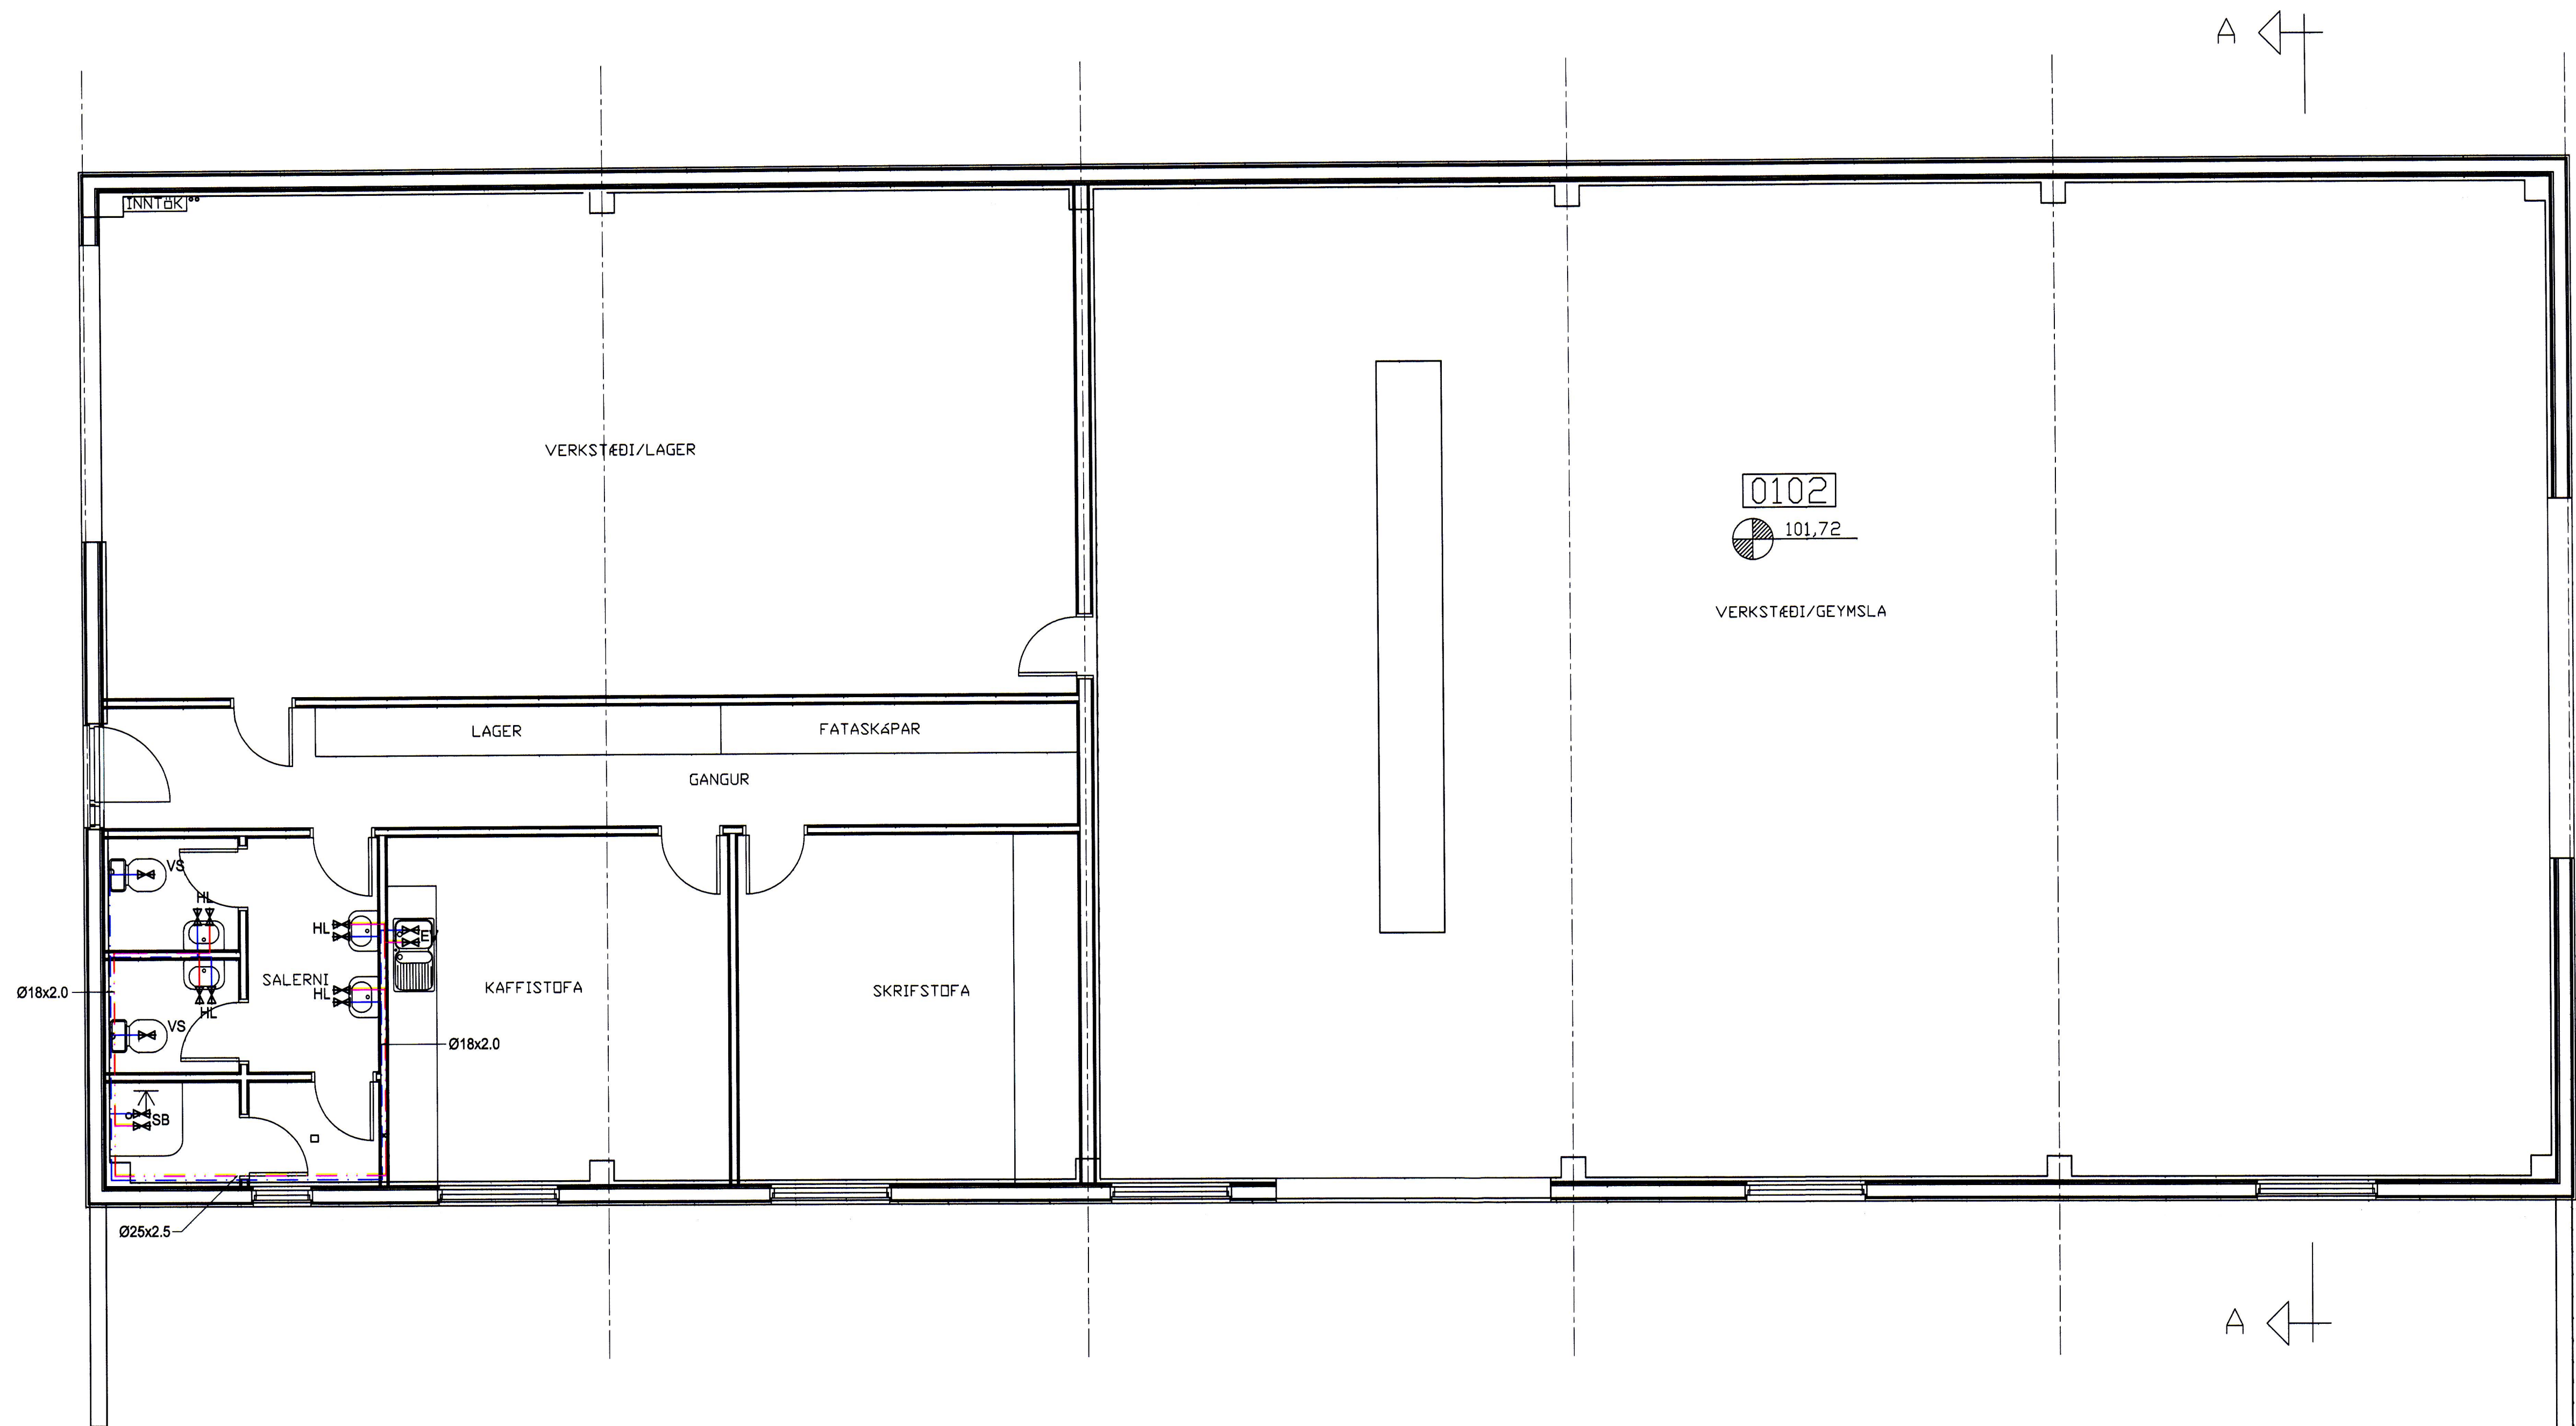 A
INNTÖK
VERKSTÆÐI/LAGER
0102
101,72
VERKSTÆÐI/GEYMSLA
LAGER
FATASKÁPAR
GANGUR
VS
HL
HL
SALERNI
HL
HL
KAFFISTOFA
SKRIFSTOFA
Ø18x2.0
VS
Ø18x2.0
SB
Ø25x2.5
A